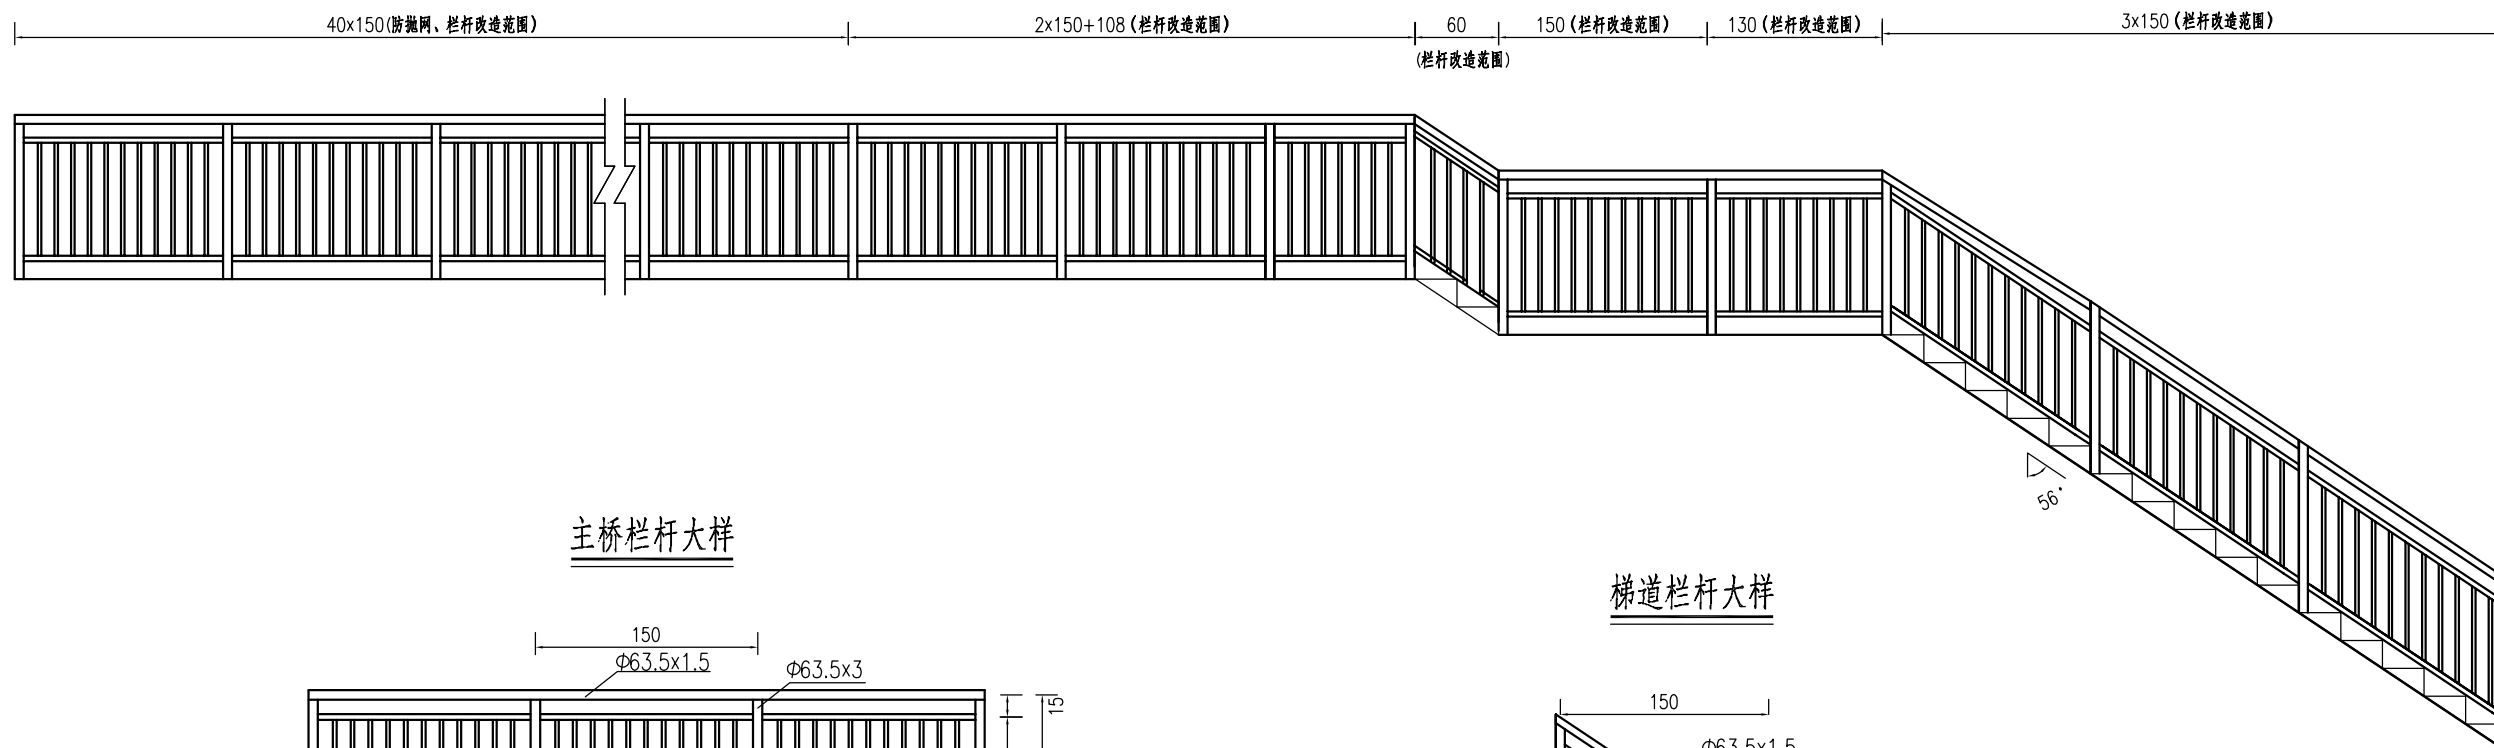 40x150(防抛网、栏杆改造范围)
2x150+108(栏杆改造范围)
60
(栏杆改造范围)
150(栏杆改造范围)
130(栏杆改造范围)
3x150(栏杆改造范围)
56°
主桥栏杆大样
梯道栏杆大样
150
Φ63.5x1.5
Φ63.5x3
15
150
Φ63.5x1.5